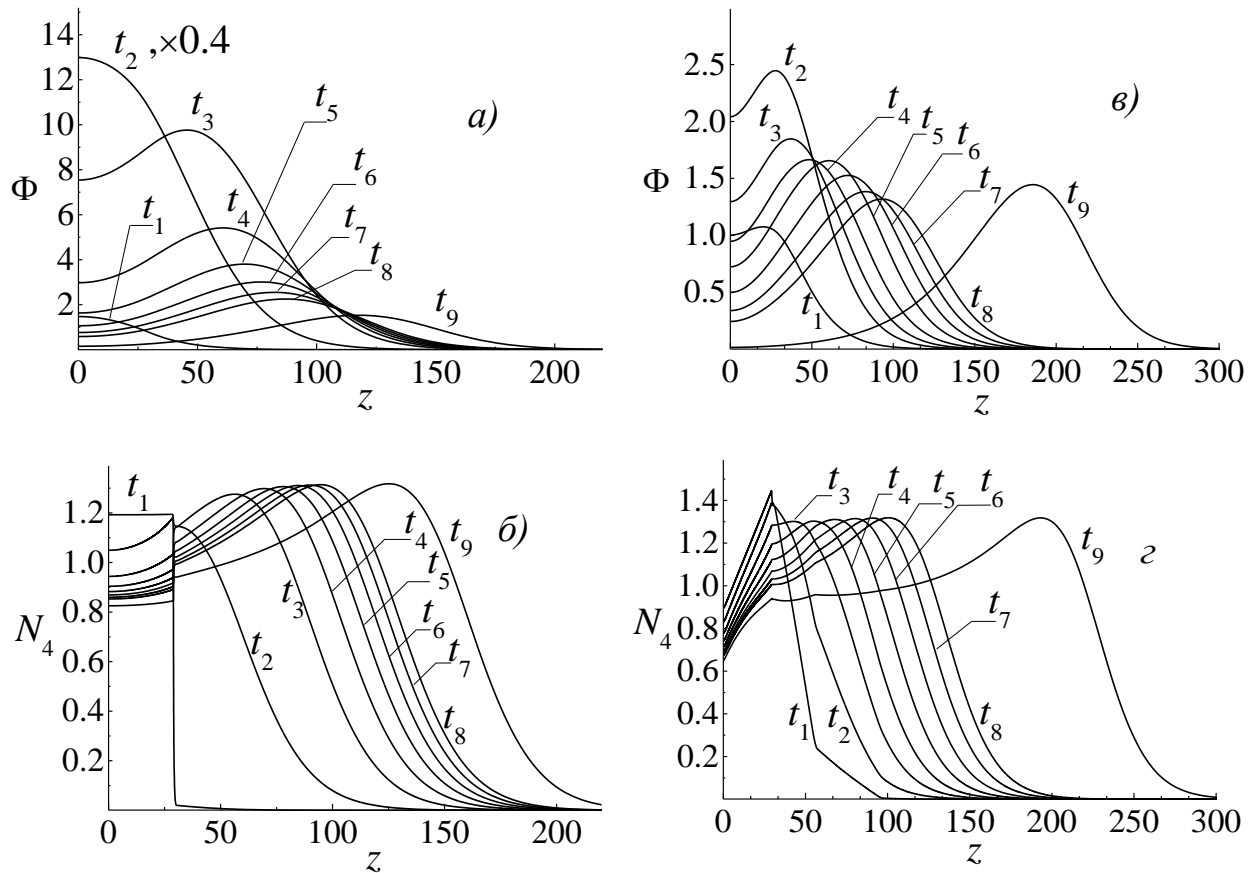 14
12
10
8
6
4
2
Φ
t₂ ,×0.4
t₃
t₅
t₆
t₁
t₄
t₇
t₈
t₉
а)
0
50
100
150
200
z
2.5
2.0
1.5
1.0
0.5
Φ
t₂
t₃
t₄
t₅
t₆
t₇
t₉
t₁
t₈
в)
0
50
100
150
200
250
300
z
1.2
1.0
0.8
0.6
0.4
0.2
N₄
t₁
t₂
t₃
t₄
t₅
t₆
t₇
t₈
t₉
б)
0
50
100
150
200
z
1.4
1.2
1.0
0.8
0.6
0.4
0.2
N₄
t₃
t₄
t₅
t₆
t₉
t₇
t₁
t₂
t₈
г
0
50
100
150
200
250
300
z